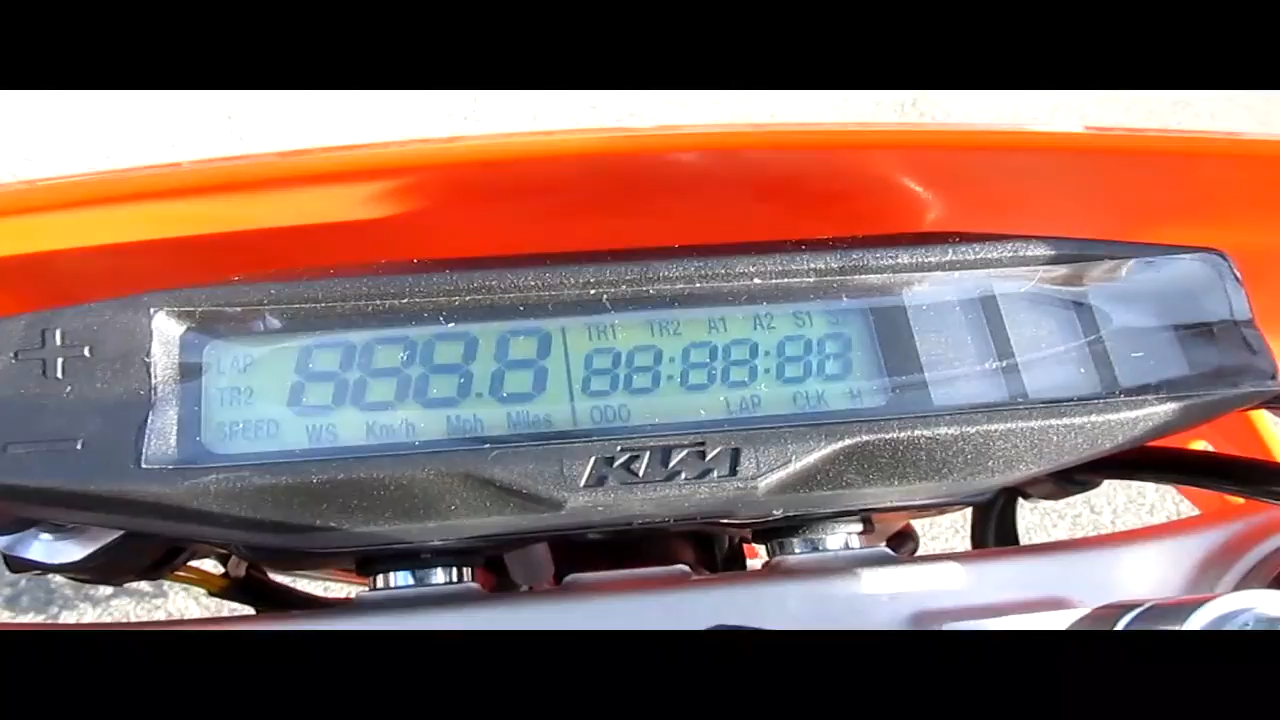 LAP
TR2
SPEED
888.8
WS Km/h Mph Miles
TR1 TR2 A1 A2 S1
88:88:88
ODO LAP CLK H
KTM